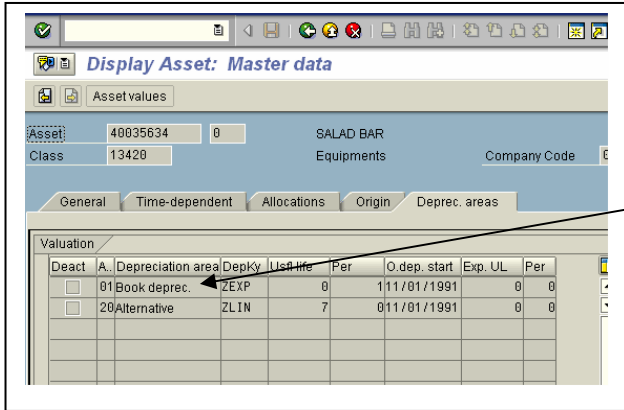 Display Asset: Master data
Asset values
Asset 40035634 0 SALAD BAR
Class 13420 Equipments Company Code
General Time-dependent Allocations Origin Deprec. areas
Valuation
Deact A.. Depreciation area DepKy Usfl life Per O.dep. start Exp. UL Per
01 Book deprec. ZEXP 0 1 11/01/1991 0 0
20 Alternative ZLIN 7 0 11/01/1991 0 0